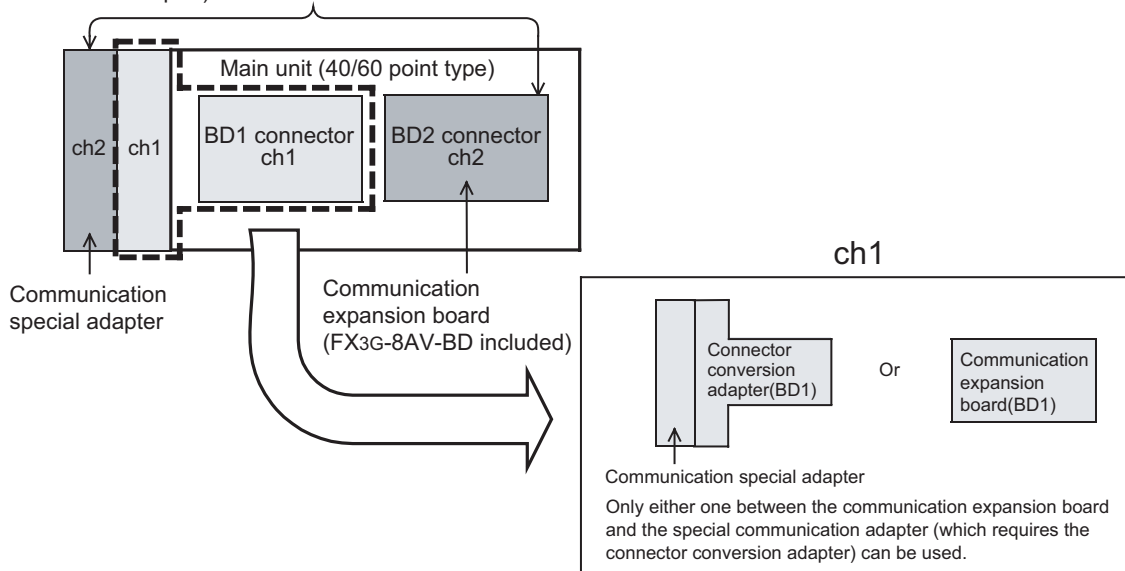 Main unit (40/60 point type)
ch2
ch1
BD1 connector
ch1
BD2 connector
ch2
Communication
special adapter
Communication
expansion board
(FX3G-8AV-BD included)
ch1
Connector
conversion
adapter(BD1)
Or
Communication
expansion
board(BD1)
Communication special adapter
Only either one between the communication expansion board
and the special communication adapter (which requires the
connector conversion adapter) can be used.